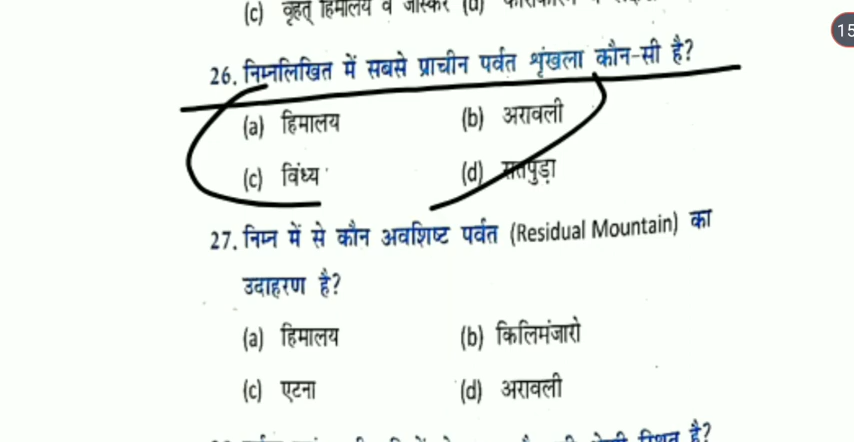 (c) वृहत् हिमालय व जास्कर (d)
15
26. निम्नलिखित में सबसे प्राचीन पर्वत शृंखला कौन-सी है?
(a) हिमालय (b) अरावली
(c) विंध्य (d) सतपुड़ा
27. निम्न में से कौन अवशिष्ट पर्वत (Residual Mountain) का
उदाहरण है?
(a) हिमालय (b) किलिमंजारो
(c) एटना (d) अरावली
स्थित है?